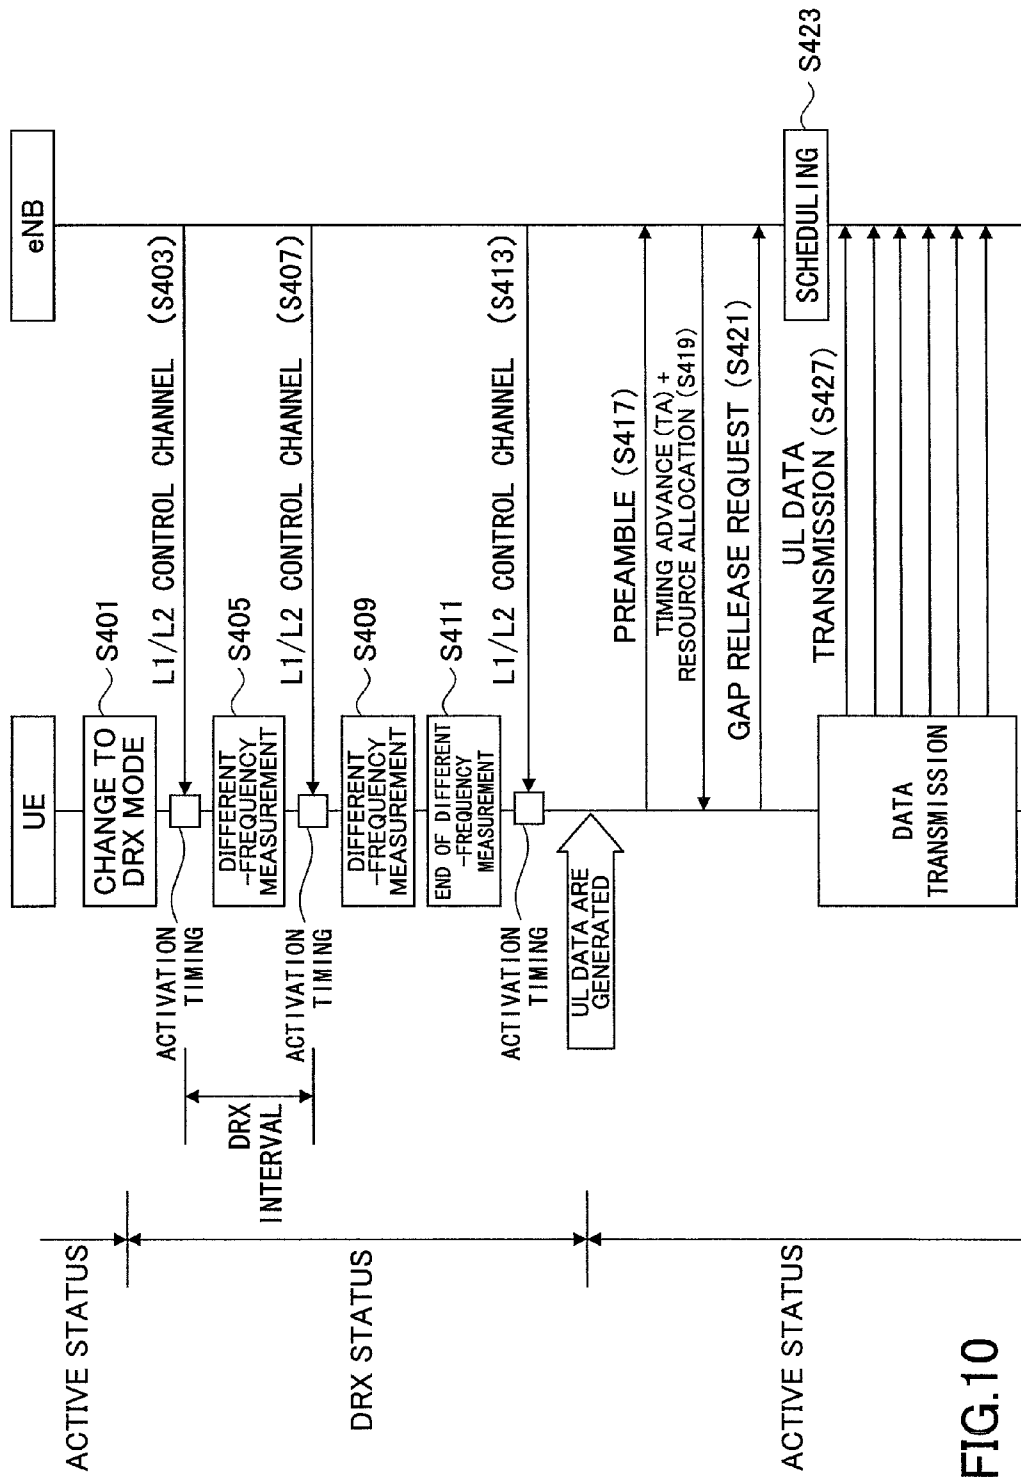 UE
eNB
ACTIVE STATUS
CHANGE TO
DRX MODE
S401
L1/L2 CONTROL CHANNEL (S403)
ACTIVATION
TIMING
DIFFERENT
-FREQUENCY
MEASUREMENT
S405
DRX
INTERVAL
L1/L2 CONTROL CHANNEL (S407)
ACTIVATION
TIMING
DRX STATUS
DIFFERENT
-FREQUENCY
MEASUREMENT
S409
END OF DIFFERENT
-FREQUENCY
MEASUREMENT
S411
L1/L2 CONTROL CHANNEL (S413)
ACTIVATION
TIMING
UL DATA ARE
GENERATED
PREAMBLE (S417)
TIMING ADVANCE (TA) +
RESOURCE ALLOCATION (S419)
GAP RELEASE REQUEST (S421)
ACTIVE STATUS
SCHEDULING
S423
UL DATA
TRANSMISSION (S427)
DATA
TRANSMISSION
FIG.10